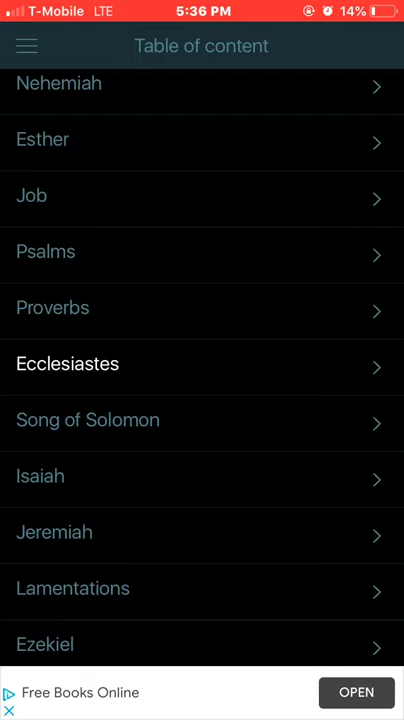 T-Mobile LTE 5:36 PM 14%
Table of content
Nehemiah
Esther
Job
Psalms
Proverbs
Ecclesiastes
Song of Solomon
Isaiah
Jeremiah
Lamentations
Ezekiel
Free Books Online OPEN